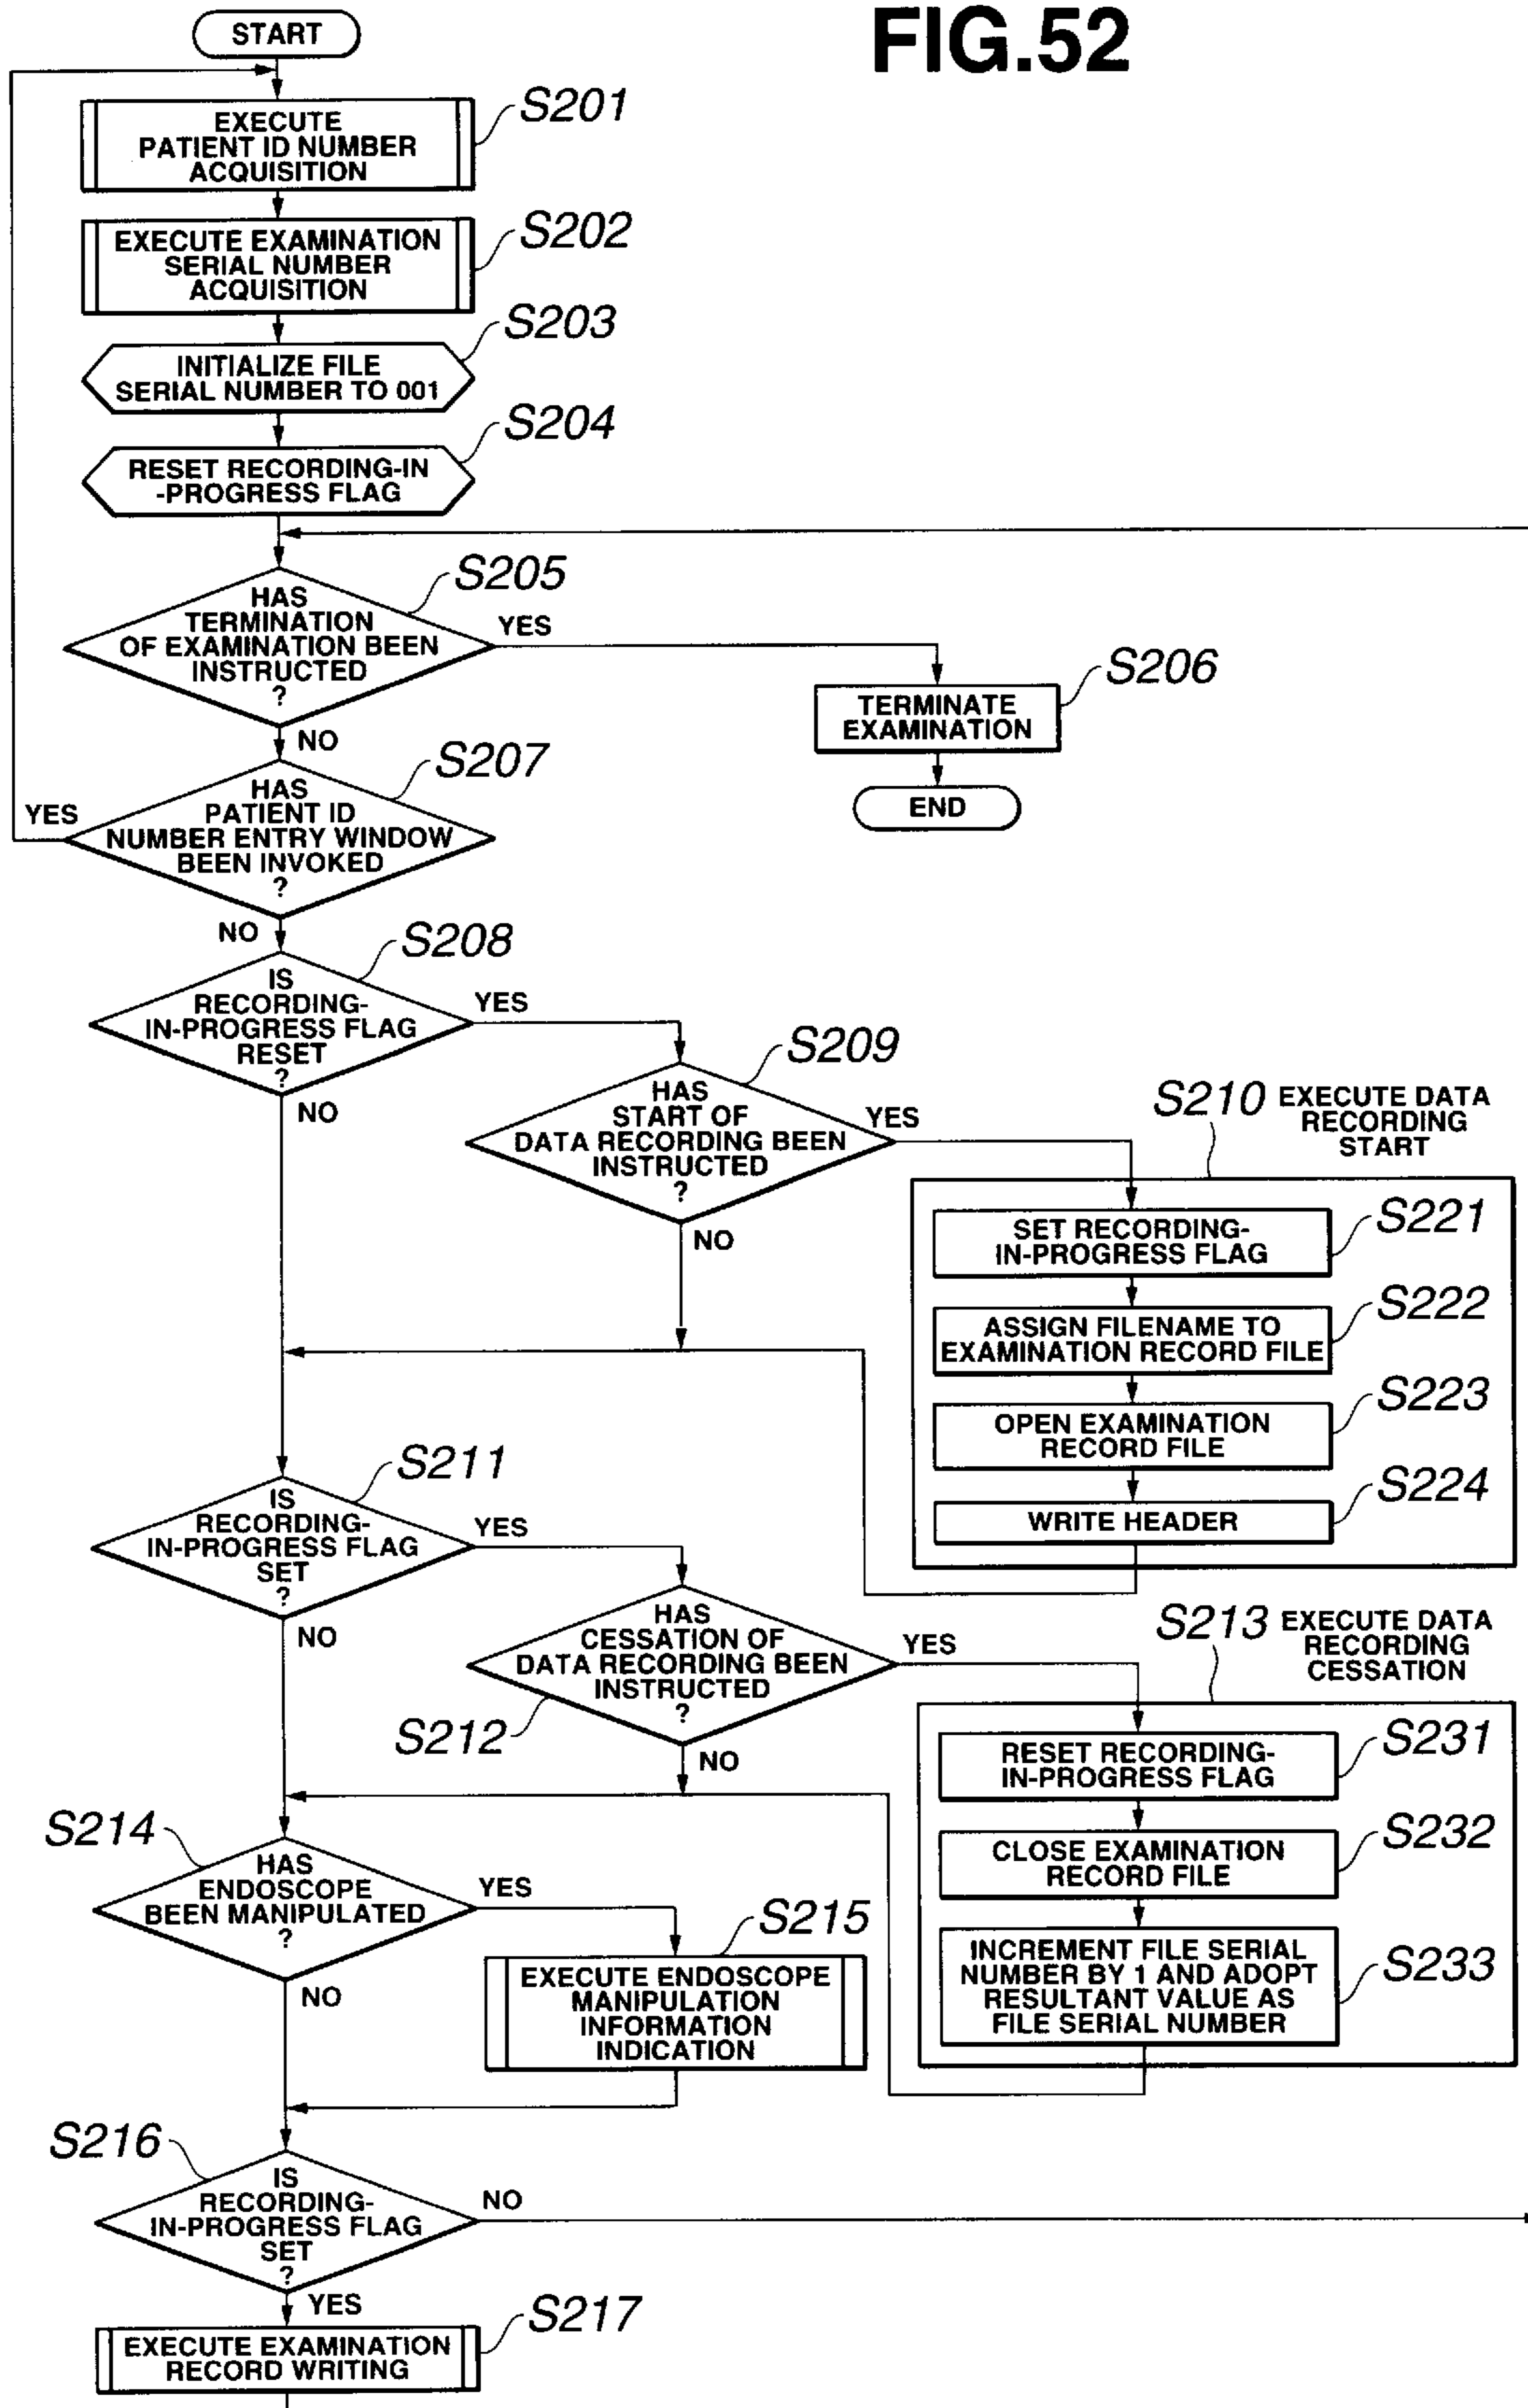 FIG.52
START
EXECUTE
PATIENT ID NUMBER
ACQUISITION
S201
EXECUTE EXAMINATION
SERIAL NUMBER
ACQUISITION
S202
INITIALIZE FILE
SERIAL NUMBER TO 001
S203
RESET RECORDING-IN
-PROGRESS FLAG
S204
HAS
TERMINATION
OF EXAMINATION BEEN
INSTRUCTED
?
S205
YES
NO
TERMINATE
EXAMINATION
S206
END
HAS
PATIENT ID
NUMBER ENTRY WINDOW
BEEN INVOKED
?
S207
YES
NO
IS
RECORDING-
IN-PROGRESS FLAG
RESET
?
S208
YES
NO
HAS
START OF
DATA RECORDING BEEN
INSTRUCTED
?
S209
YES
NO
S210 EXECUTE DATA
RECORDING
START
SET RECORDING-
IN-PROGRESS FLAG
S221
ASSIGN FILENAME TO
EXAMINATION RECORD FILE
S222
OPEN EXAMINATION
RECORD FILE
S223
WRITE HEADER
S224
IS
RECORDING-
IN-PROGRESS FLAG
SET
?
S211
YES
NO
HAS
CESSATION OF
DATA RECORDING BEEN
INSTRUCTED
?
S212
YES
NO
S213 EXECUTE DATA
RECORDING
CESSATION
RESET RECORDING-
IN-PROGRESS FLAG
S231
CLOSE EXAMINATION
RECORD FILE
S232
INCREMENT FILE SERIAL
NUMBER BY 1 AND ADOPT
RESULTANT VALUE AS
FILE SERIAL NUMBER
S233
S214
HAS
ENDOSCOPE
BEEN MANIPULATED
?
YES
NO
S215
EXECUTE ENDOSCOPE
MANIPULATION
INFORMATION
INDICATION
S216
IS
RECORDING-
IN-PROGRESS FLAG
SET
?
NO
YES
S217
EXECUTE EXAMINATION
RECORD WRITING